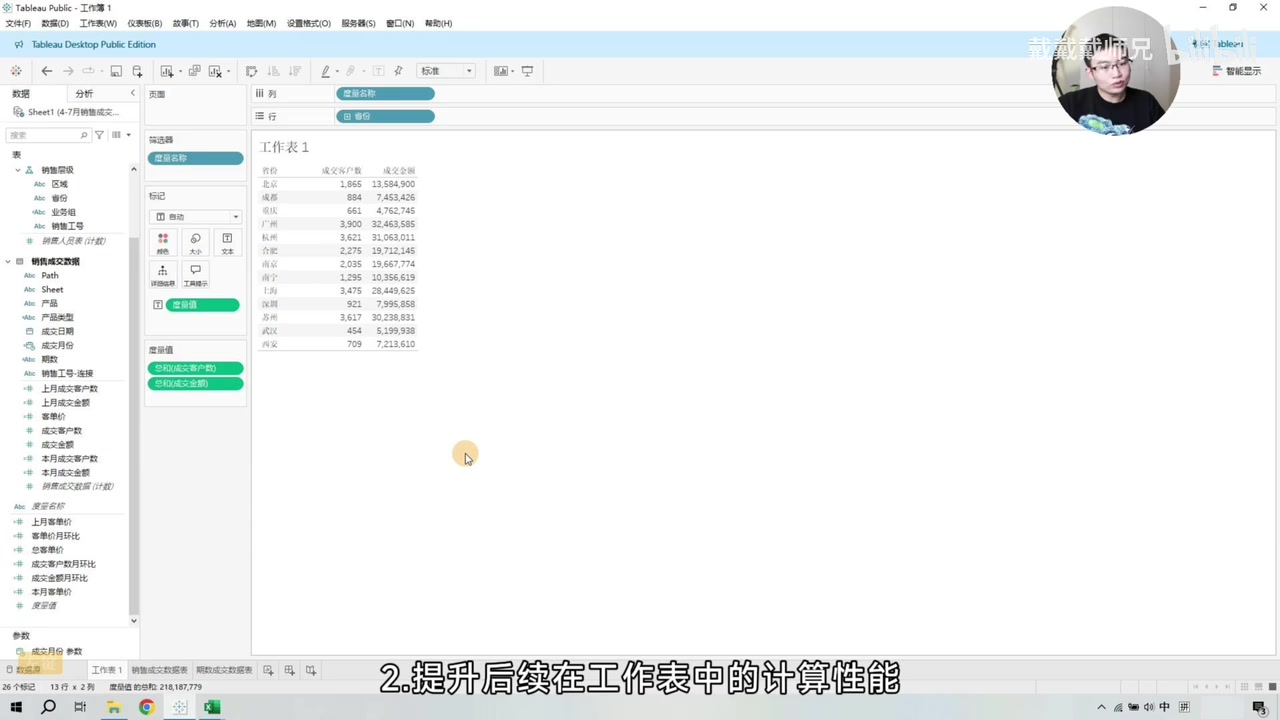 Tableau Public - 工作簿 1
文件(F) 数据(D) 工作表(W) 仪表板(B) 故事(T) 分析(A) 地图(M) 设置格式(O) 服务器(S) 窗口(N) 帮助(H)
Tableau Desktop Public Edition
戴戴戴师兄 bilibili
标准
智能显示
数据 分析
Sheet1 (4-7月销售成交...
搜索
表
销售层级
Abc 区域
Abc 省份
Abc 业务组
Abc 销售工号
销售人员表 (计数)
销售成交数据
Abc Path
Abc Sheet
Abc 产品
Abc 产品类型
成交日期
成交月份
Abc 期数
Abc 销售工号-连接
上月成交客户数
上月成交金额
客单价
成交客户数
成交金额
本月成交客户数
本月成交金额
销售成交数据 (计数)
Abc 度量名称
上月客单价
客单价月环比
总客单价
成交客户数月环比
成交金额月环比
本月客单价
度量值
参数
成交月份 参数
页面
筛选器
度量名称
标记
自动
颜色 大小 文本
详细信息 工具提示
度量值
度量值
总和(成交客户数)
总和(成交金额)
列 度量名称
行 省份
工作表 1
省份 成交客户数 成交金额
北京 1,865 13,584,900
成都 884 7,453,426
重庆 661 4,762,745
广州 3,900 32,463,585
杭州 3,621 31,063,011
合肥 2,275 19,712,145
南京 2,035 19,667,774
南宁 1,295 10,356,619
上海 3,475 28,449,625
深圳 921 7,995,858
苏州 3,617 30,238,831
武汉 454 5,199,938
西安 709 7,213,610
数据源 工作表 1 销售成交数据表 期数成交数据表
2.提升后续在工作表中的计算性能
26 个标记 13 行 x 2 列 度量值 的总和: 218,187,779
中 拼
3